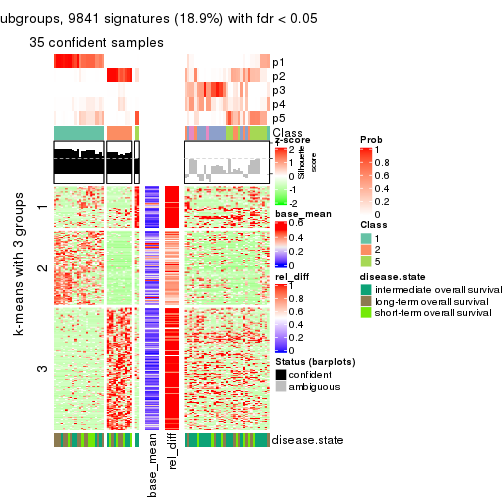 ubgroups, 9841 signatures (18.9%) with fdr < 0.05
35 confident samples
p1
p2
p3
p4
p5
Class
1
Silhouette
score
z-score
2
1
0
-1
-2
base_mean
0.6
0.4
0.2
0
rel_diff
1
0.8
0.6
0.4
0.2
0
Status (barplots)
confident
ambiguous
Prob
1
0.8
0.6
0.4
0.2
0
Class
1
2
5
disease.state
intermediate overall survival
long-term overall survival
short-term overall survival
k-means with 3 groups
1
2
3
disease.state
base_mean
rel_diff